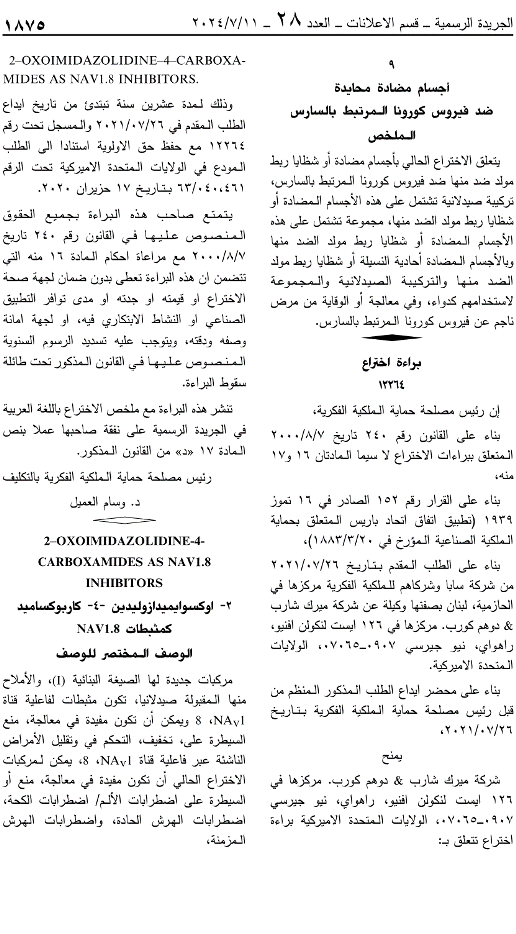 الجريدة الرسمية ــ قسم الاعلانات ــ العدد ٢٨ ــ ٢٠٢٤/٧/١١
١٨٧٥
٩
أجسام مضادة محايدة
ضد فيروس كورونا المرتبط بالسارس
الملخص
يتعلق الاختراع الحالي بأجسام مضادة أو شظايا ربط
مولد ضد منها ضد فيروس كورونا المرتبط بالسارس،
تركيبة صيدلانية تشتمل على هذه الأجسام المضادة أو
شظايا ربط مولد الضد منها، مجموعة تشتمل على هذه
الأجسام المضادة أو شظايا ربط مولد الضد منها
وبالأجسام المضادة أحادية النسيلة أو شظايا ربط مولد
الضد منها والتركيبة الصيدلانية والمجموعة
لاستخدامهم كدواء، وفي معالجة أو الوقاية من مرض
ناجم عن فيروس كورونا المرتبط بالسارس.
براءة اختراع
١٢٣٦٤
إن رئيس مصلحة حماية الملكية الفكرية،
بناء على القانون رقم ٢٤٠ تاريخ ٢٠٠٠/٨/٧
المتعلق ببراءات الاختراع لا سيما المادتان ١٦ و١٧
منه،
بناء على القرار رقم ١٥٢ الصادر في ١٦ تموز
١٩٣٩ (تطبيق اتفاق اتحاد باريس المتعلق بحماية
الملكية الصناعية المؤرخ في ١٨٨٣/٣/٢٠)،
بناء على الطلب المقدم بتاريخ ٢٠٢١/٠٧/٢٦
من شركة سابا وشركاهم للملكية الفكرية مركزها في
الحازمية، لبنان بصفتها وكيلة عن شركة ميرك شارب
& دوهم كورب. مركزها في ١٢٦ ايست لنكولن افنيو،
راهواي، نيو جيرسي ٠٩٠٧ــ٠٧٠٦٥، الولايات
المتحدة الاميركية.
بناء على محضر ايداع الطلب المذكور المنظم من
قبل رئيس مصلحة حماية الملكية الفكرية بتاريخ
٢٠٢١/٠٧/٢٦،
يمنح
شركة ميرك شارب & دوهم كورب. مركزها في
١٢٦ ايست لنكولن افنيو، راهواي، نيو جيرسي
٠٩٠٧ــ٠٧٠٦٥، الولايات المتحدة الاميركية براءة
اختراع تتعلق بـ:
2–OXOIMIDAZOLIDINE–4–CARBOXA-
MIDES AS NAV1.8 INHIBITORS.
وذلك لمدة عشرين سنة تبتدئ من تاريخ ايداع
الطلب المقدم في ٢٠٢١/٠٧/٢٦ والمسجل تحت رقم
١٢٢٦٤ مع حفظ حق الاولوية استنادا الى الطلب
المودع في الولايات المتحدة الاميركية تحت الرقم
٦٣/٠٤٠,٤٦١ بتاريخ ١٧ حزيران ٢٠٢٠.
يتمتع صاحب هذه البراءة بجميع الحقوق
المنصوص عليها في القانون رقم ٢٤٠ تاريخ
٢٠٠٠/٨/٧ مع مراعاة احكام المادة ١٦ منه التي
تتضمن ان هذه البراءة تعطى بدون ضمان لجهة صحة
الاختراع او قيمته او جدته او مدى توافر التطبيق
الصناعي او النشاط الابتكاري فيه، او لجهة امانة
وصفه ودقته، ويتوجب عليه تسديد الرسوم السنوية
المنصوص عليها في القانون المذكور تحت طائلة
سقوط البراءة.
تنشر هذه البراءة مع ملخص الاختراع باللغة العربية
في الجريدة الرسمية على نفقة صاحبها عملا بنص
المادة ١٧ «د» من القانون المذكور.
رئيس مصلحة حماية الملكية الفكرية بالتكليف
د. وسام العميل
2–OXOIMIDAZOLIDINE-4-
CARBOXAMIDES AS NAV1.8
INHIBITORS
٢- اوكسوايميدازوليدين -٤- كاربوكساميد
كمثبطات NAV1.8
الوصف المختصر للوصف
مركبات جديدة لها الصيغة البنائية (I)، والأملاح
منها المقبولة صيدلانيا، تكون مثبطات لفاعلية قناة
NAv1، 8 ويمكن أن تكون مفيدة في معالجة، منع
السيطرة على، تخفيف، التحكم في وتقليل الأمراض
الناشئة عبر فاعلية قناة NAv1، 8، يمكن لمركبات
الاختراع الحالي أن تكون مفيدة في معالجة، منع أو
السيطرة على اضطرابات الألم/ اضطرابات الكحة،
اضطرابات الهرش الحادة، واضطرابات الهرش
المزمنة،